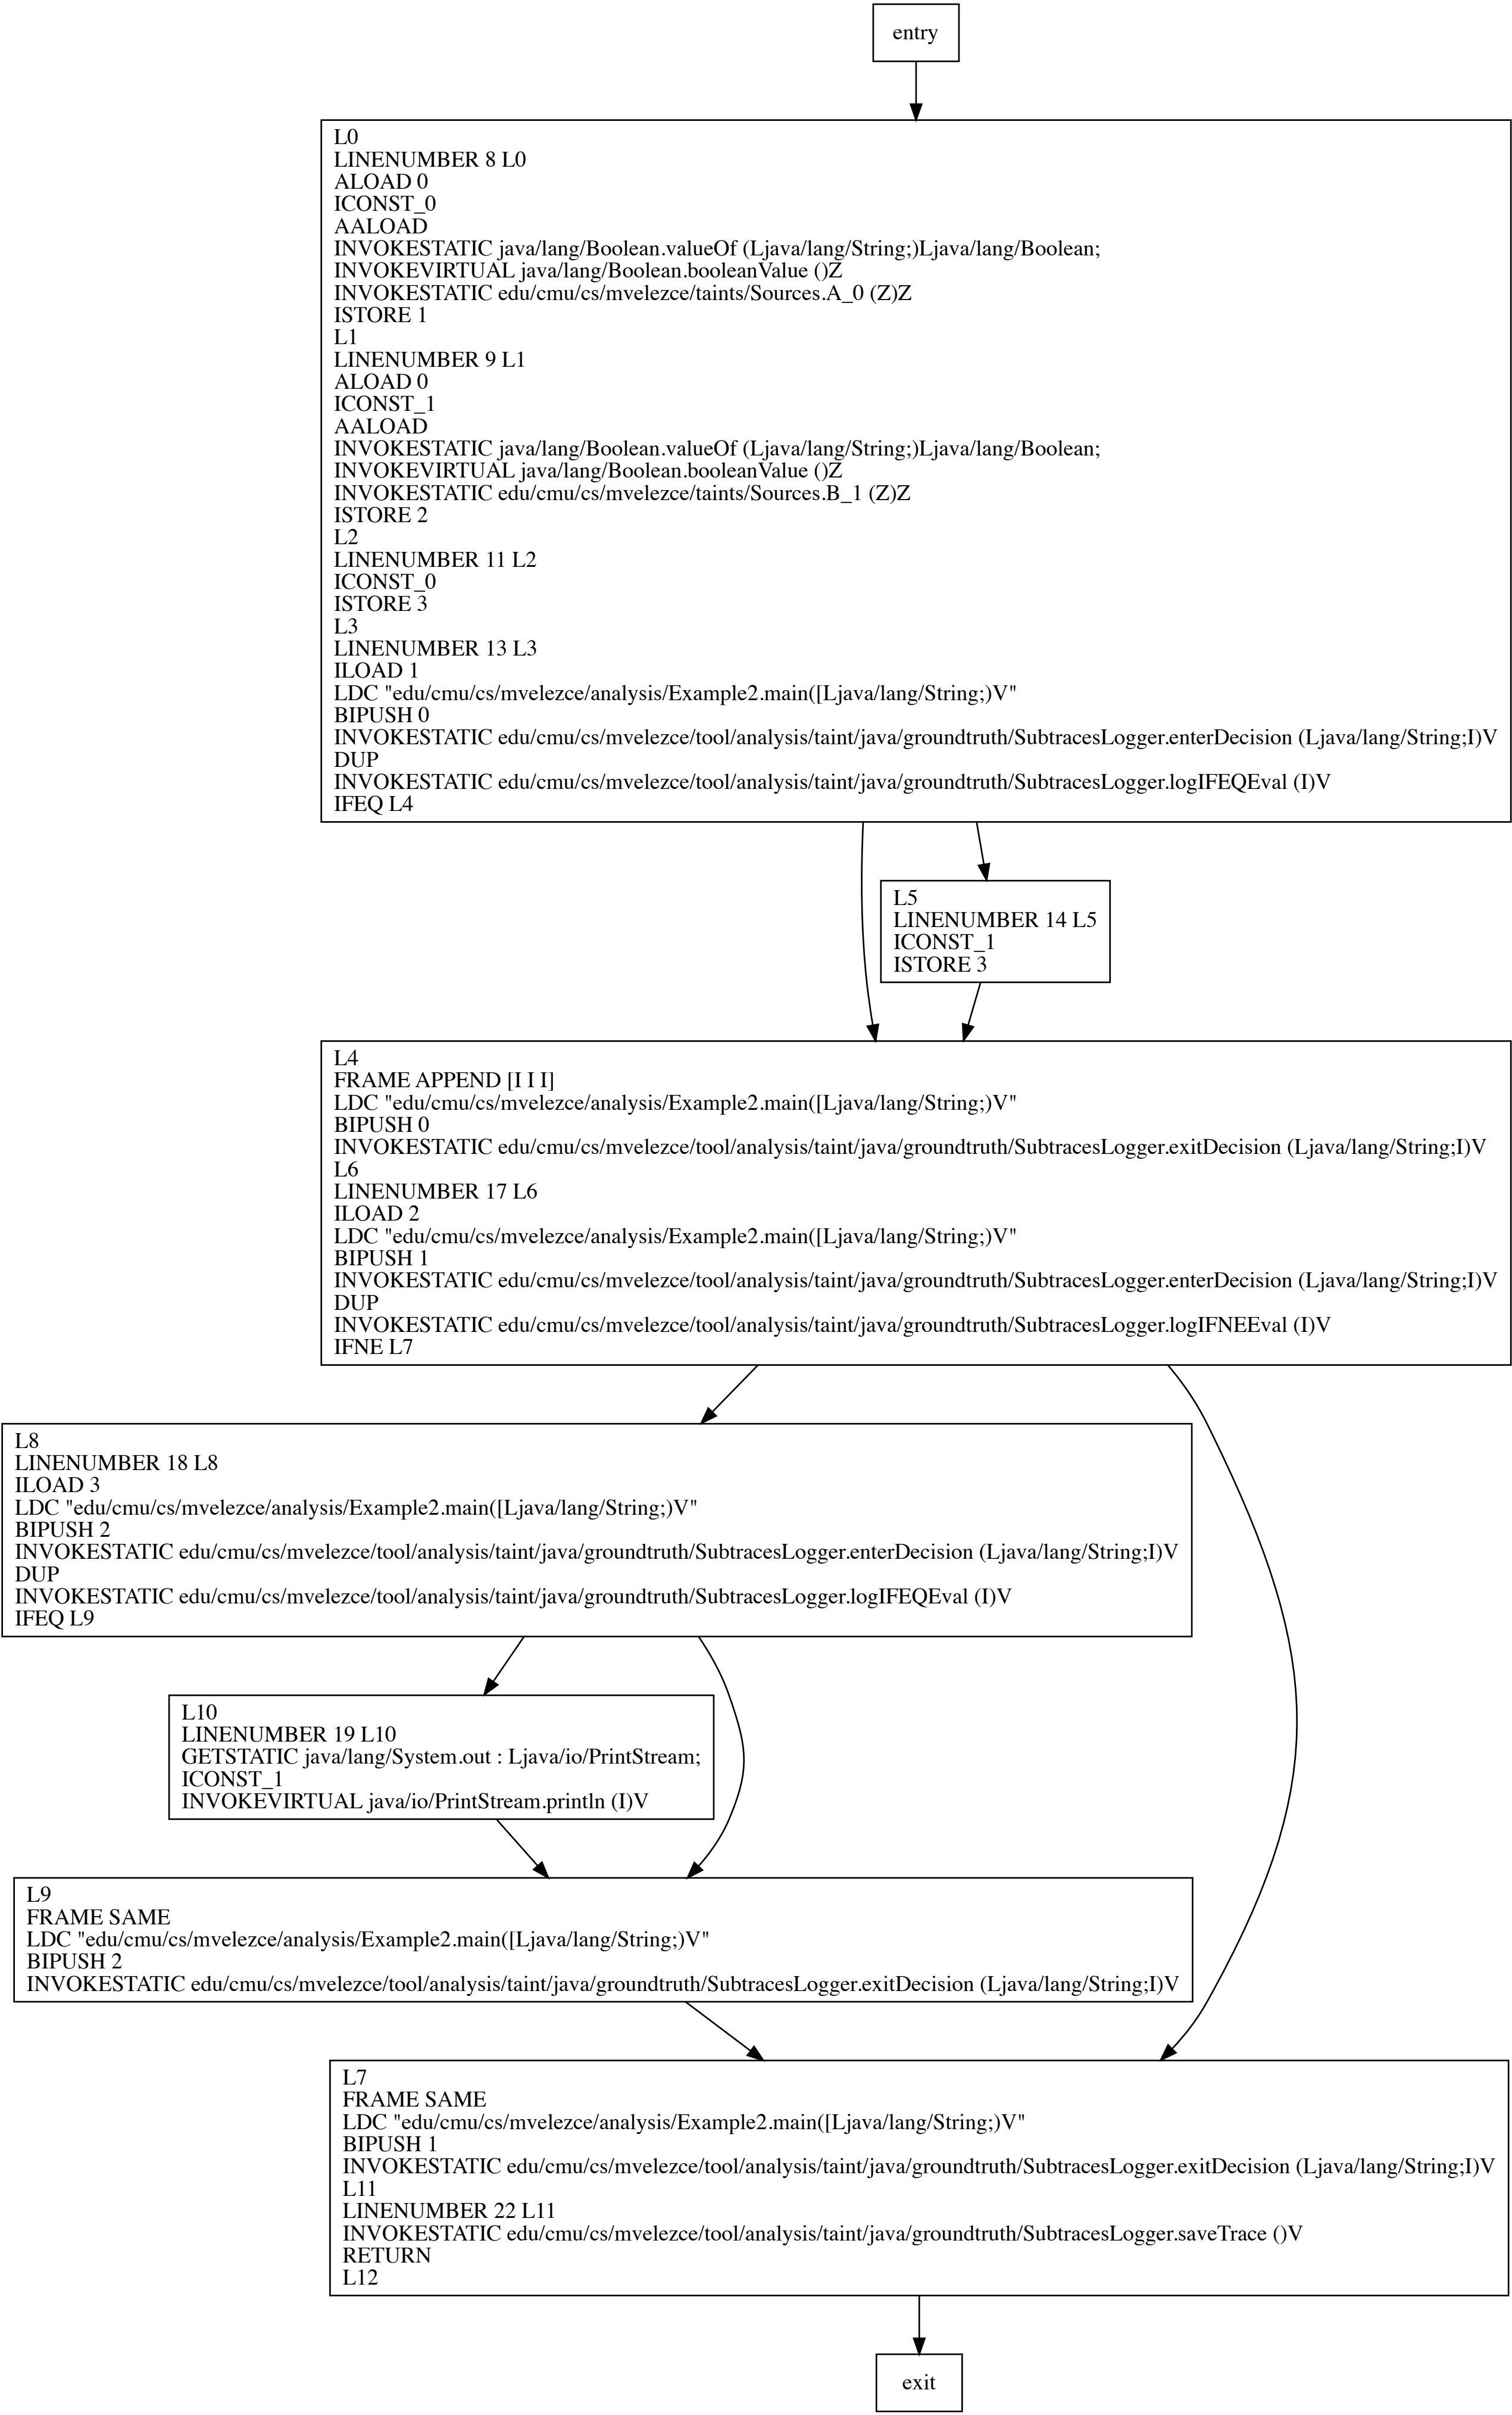 entry
L0
LINENUMBER 8 L0
ALOAD 0
ICONST_0
AALOAD
INVOKESTATIC java/lang/Boolean.valueOf (Ljava/lang/String;)Ljava/lang/Boolean;
INVOKEVIRTUAL java/lang/Boolean.booleanValue ()Z
INVOKESTATIC edu/cmu/cs/mvelezce/taints/Sources.A_0 (Z)Z
ISTORE 1
L1
LINENUMBER 9 L1
ALOAD 0
ICONST_1
AALOAD
INVOKESTATIC java/lang/Boolean.valueOf (Ljava/lang/String;)Ljava/lang/Boolean;
INVOKEVIRTUAL java/lang/Boolean.booleanValue ()Z
INVOKESTATIC edu/cmu/cs/mvelezce/taints/Sources.B_1 (Z)Z
ISTORE 2
L2
LINENUMBER 11 L2
ICONST_0
ISTORE 3
L3
LINENUMBER 13 L3
ILOAD 1
LDC "edu/cmu/cs/mvelezce/analysis/Example2.main([Ljava/lang/String;)V"
BIPUSH 0
INVOKESTATIC edu/cmu/cs/mvelezce/tool/analysis/taint/java/groundtruth/SubtracesLogger.enterDecision (Ljava/lang/String;I)V
DUP
INVOKESTATIC edu/cmu/cs/mvelezce/tool/analysis/taint/java/groundtruth/SubtracesLogger.logIFEQEval (I)V
IFEQ L4
L5
LINENUMBER 14 L5
ICONST_1
ISTORE 3
L4
FRAME APPEND [I I I]
LDC "edu/cmu/cs/mvelezce/analysis/Example2.main([Ljava/lang/String;)V"
BIPUSH 0
INVOKESTATIC edu/cmu/cs/mvelezce/tool/analysis/taint/java/groundtruth/SubtracesLogger.exitDecision (Ljava/lang/String;I)V
L6
LINENUMBER 17 L6
ILOAD 2
LDC "edu/cmu/cs/mvelezce/analysis/Example2.main([Ljava/lang/String;)V"
BIPUSH 1
INVOKESTATIC edu/cmu/cs/mvelezce/tool/analysis/taint/java/groundtruth/SubtracesLogger.enterDecision (Ljava/lang/String;I)V
DUP
INVOKESTATIC edu/cmu/cs/mvelezce/tool/analysis/taint/java/groundtruth/SubtracesLogger.logIFNEEval (I)V
IFNE L7
L8
LINENUMBER 18 L8
ILOAD 3
LDC "edu/cmu/cs/mvelezce/analysis/Example2.main([Ljava/lang/String;)V"
BIPUSH 2
INVOKESTATIC edu/cmu/cs/mvelezce/tool/analysis/taint/java/groundtruth/SubtracesLogger.enterDecision (Ljava/lang/String;I)V
DUP
INVOKESTATIC edu/cmu/cs/mvelezce/tool/analysis/taint/java/groundtruth/SubtracesLogger.logIFEQEval (I)V
IFEQ L9
L10
LINENUMBER 19 L10
GETSTATIC java/lang/System.out : Ljava/io/PrintStream;
ICONST_1
INVOKEVIRTUAL java/io/PrintStream.println (I)V
L9
FRAME SAME
LDC "edu/cmu/cs/mvelezce/analysis/Example2.main([Ljava/lang/String;)V"
BIPUSH 2
INVOKESTATIC edu/cmu/cs/mvelezce/tool/analysis/taint/java/groundtruth/SubtracesLogger.exitDecision (Ljava/lang/String;I)V
L7
FRAME SAME
LDC "edu/cmu/cs/mvelezce/analysis/Example2.main([Ljava/lang/String;)V"
BIPUSH 1
INVOKESTATIC edu/cmu/cs/mvelezce/tool/analysis/taint/java/groundtruth/SubtracesLogger.exitDecision (Ljava/lang/String;I)V
L11
LINENUMBER 22 L11
INVOKESTATIC edu/cmu/cs/mvelezce/tool/analysis/taint/java/groundtruth/SubtracesLogger.saveTrace ()V
RETURN
L12
exit